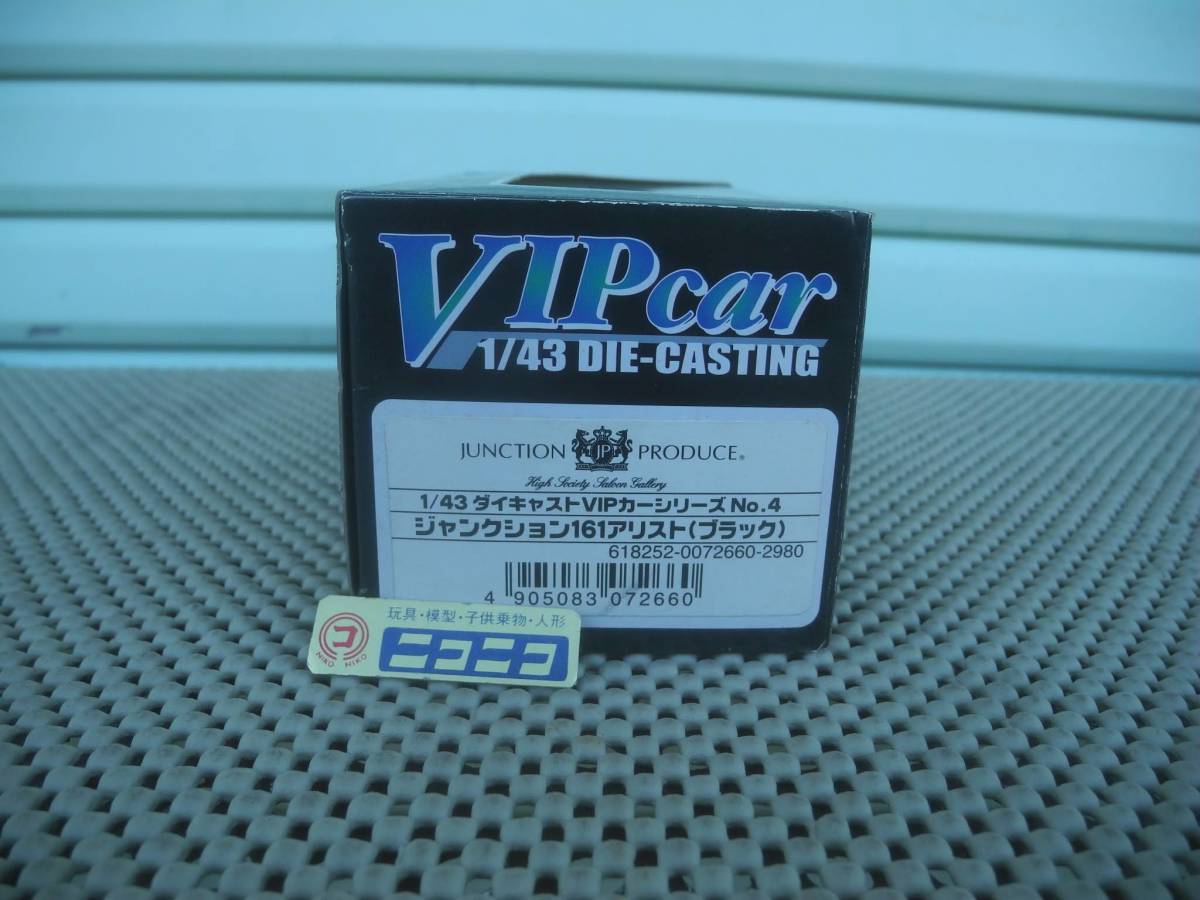 VIPcar
1/43 DIE-CASTING
JUNCTION JP PRODUCE®
High Society Saloon Gallery
1/43 ダイキャストVIPカーシリーズ No.4
ジャンクション161アリスト(ブラック)
618252-0072660-2980
4 905083 072660
玩具・模型・子供乗物・人形
コ ニコニコ
NIKO NIKO